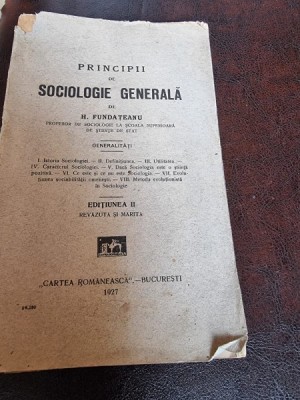 PRINCIPII
DE
SOCIOLOGIE GENERALĂ
DE
H. FUNDAȚEANU
PROFESOR DE SOCIOLOGIE LA ȘCOALA SUPERIOARĂ
DE ȘTIINȚE DE STAT
GENERALITĂȚI
I. Istoria Sociologiei. — II. Definițiunea. — III. Utilitatea. —
IV. Caracterul Sociologiei. — V. Dacă Sociologia este o știință
pozitivă. — VI. Ce este și ce nu este Sociologia. — VII. Evolu-
țiunea sociabilității omenești. — VIII. Metoda evoluționistă
în Sociologie
EDIȚIUNEA II
REVĂZUTĂ ȘI MĂRITĂ
„CARTEA ROMÂNEASCĂ”.—BUCUREȘTI
1927